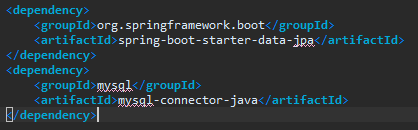 <dependency>
<groupId>org.springframework.boot</groupId>
<artifactId>spring-boot-starter-data-jpa</artifactId>
</dependency>
<dependency>
<groupId>mysql</groupId>
<artifactId>mysql-connector-java</artifactId>
</dependency>